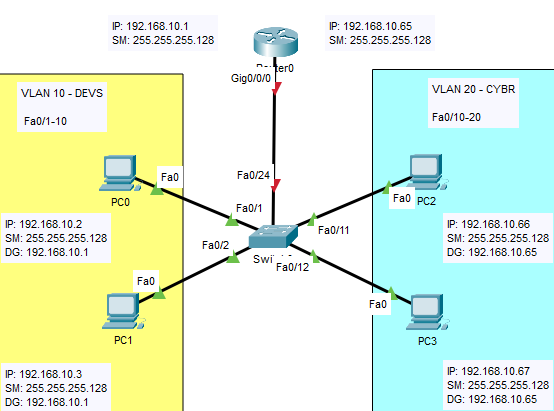 IP: 192.168.10.1
SM: 255.255.255.128
IP: 192.168.10.65
SM: 255.255.255.128
Gig0/0/0
VLAN 10 - DEVS
Fa0/1-10
VLAN 20 - CYBR
Fa0/10-20
Fa0/24
Fa0
PC0
Fa0/1
Fa0/11
Fa0
PC2
IP: 192.168.10.2
SM: 255.255.255.128
DG: 192.168.10.1
Fa0/2
Fa0/12
IP: 192.168.10.66
SM: 255.255.255.128
DG: 192.168.10.65
Fa0
PC1
Fa0
PC3
IP: 192.168.10.3
SM: 255.255.255.128
DG: 192.168.10.1
IP: 192.168.10.67
SM: 255.255.255.128
DG: 192.168.10.65